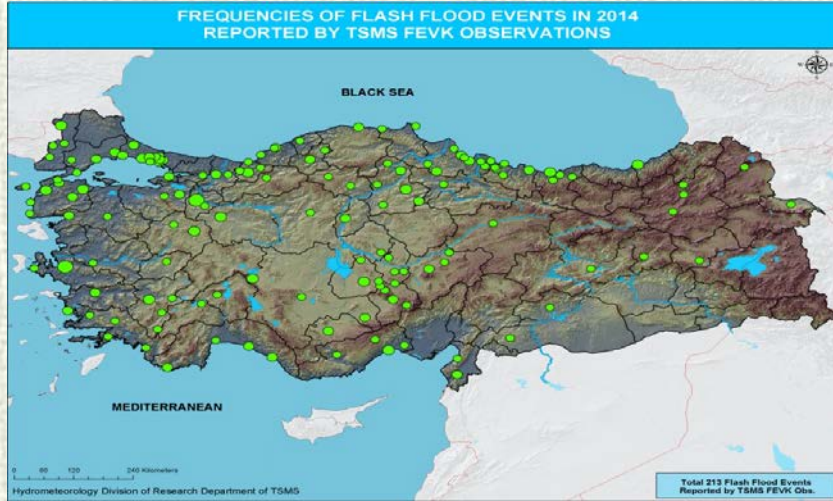 FREQUENCIES OF FLASH FLOOD EVENTS IN 2014
REPORTED BY TSMS FEVK OBSERVATIONS
BLACK SEA
MEDITERRANEAN
0 60 120 240 Kilometers
Hydrometeorology Division of Research Department of TSMS
Total 213 Flash Flood Events
Reported by TSMS FEVK Obs.